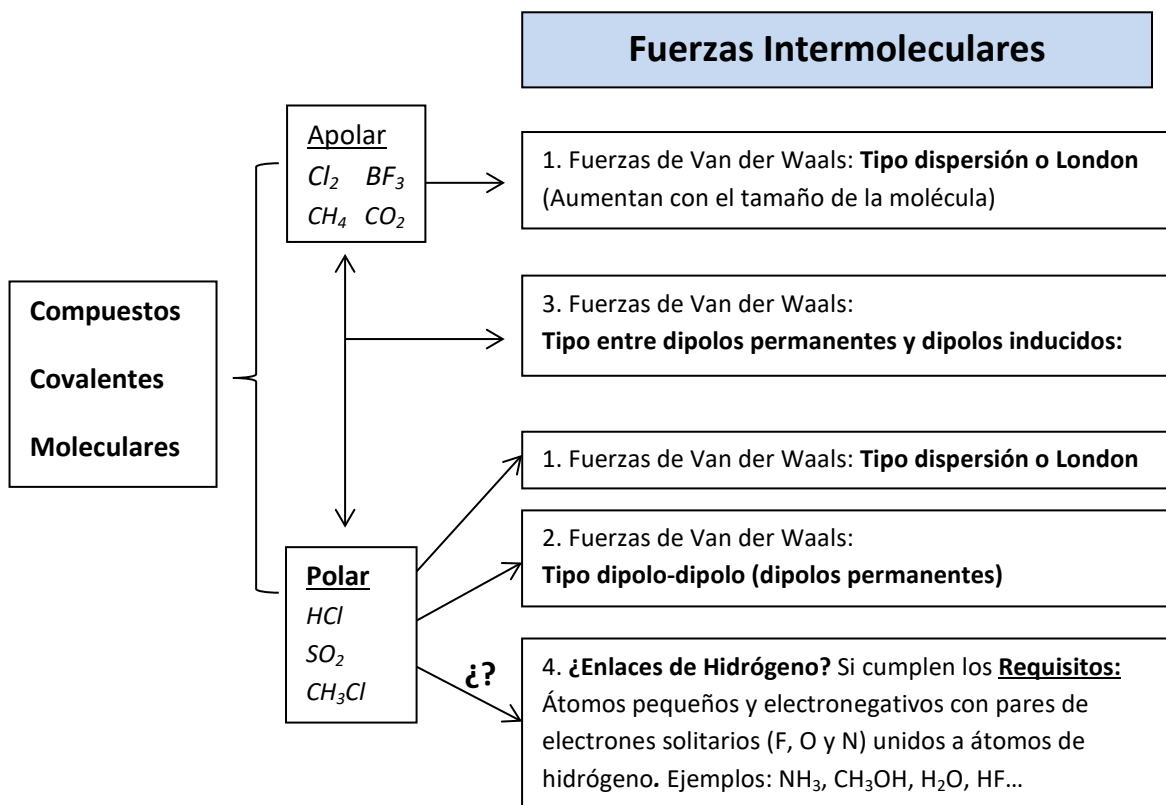 Fuerzas Intermoleculares
Apolar
Cl₂ BF₃
CH₄ CO₂
1. Fuerzas de Van der Waals: Tipo dispersión o London
(Aumentan con el tamaño de la molécula)
Compuestos
Covalentes
Moleculares
3. Fuerzas de Van der Waals:
Tipo entre dipolos permanentes y dipolos inducidos:
1. Fuerzas de Van der Waals: Tipo dispersión o London
2. Fuerzas de Van der Waals:
Tipo dipolo-dipolo (dipolos permanentes)
Polar
HCl
SO₂
CH₃Cl
¿?
4. ¿Enlaces de Hidrógeno? Si cumplen los Requisitos:
Átomos pequeños y electronegativos con pares de
electrones solitarios (F, O y N) unidos a átomos de
hidrógeno. Ejemplos: NH₃, CH₃OH, H₂O, HF...